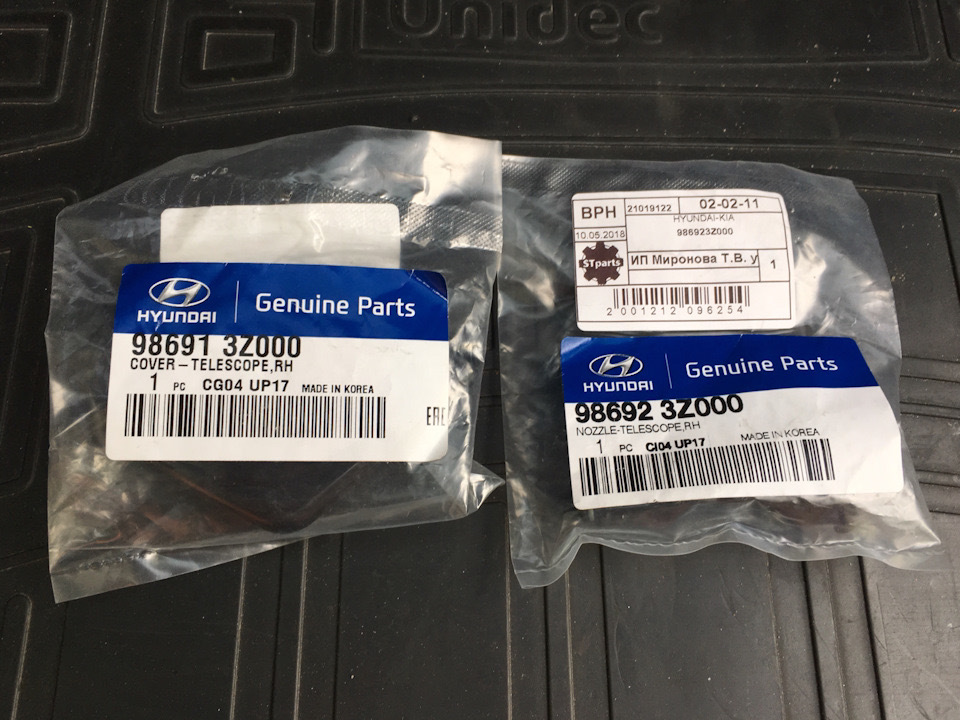 Unidec
HYUNDAI
Genuine Parts
98691 3Z000
COVER-TELESCOPE,RH
1 PC CG04 UP17 MADE IN KOREA
EAC
BPH 21019122 02-02-11
HYUNDAI-KIA
10.05.2018 986923Z000
STparts ИП Миронова Т.В. у 1
2 001212 096254
HYUNDAI
Genuine Parts
98692 3Z000
NOZZLE-TELESCOPE,RH
1 PC CI04 UP17 MADE IN KOREA